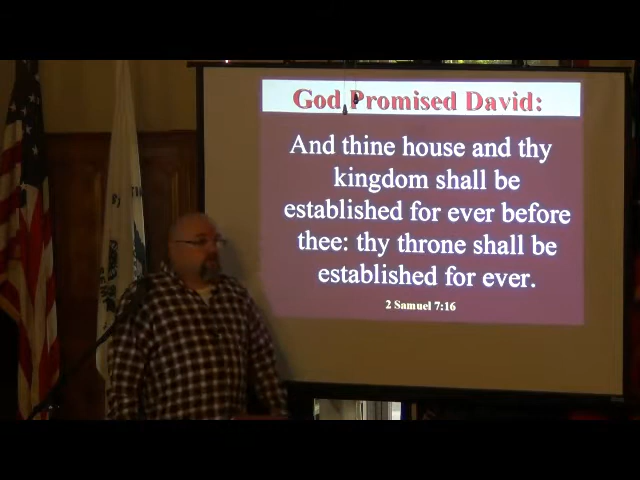 God Promised David:
And thine house and thy
kingdom shall be
established for ever before
thee: thy throne shall be
established for ever.
2 Samuel 7:16